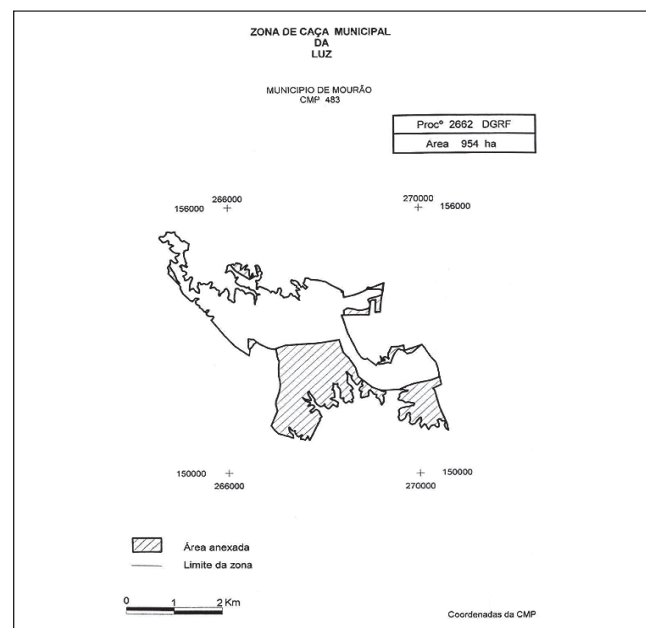 ZONA DE CAÇA MUNICIPAL
DA
LUZ
MUNICIPIO DE MOURÃO
CMP 483
Procº 2662 DGRF
Area 954 ha
266000
156000
270000
156000
150000
266000
150000
270000
Área anexada
Limite da zona
0 1 2 Km
Coordenadas da CMP